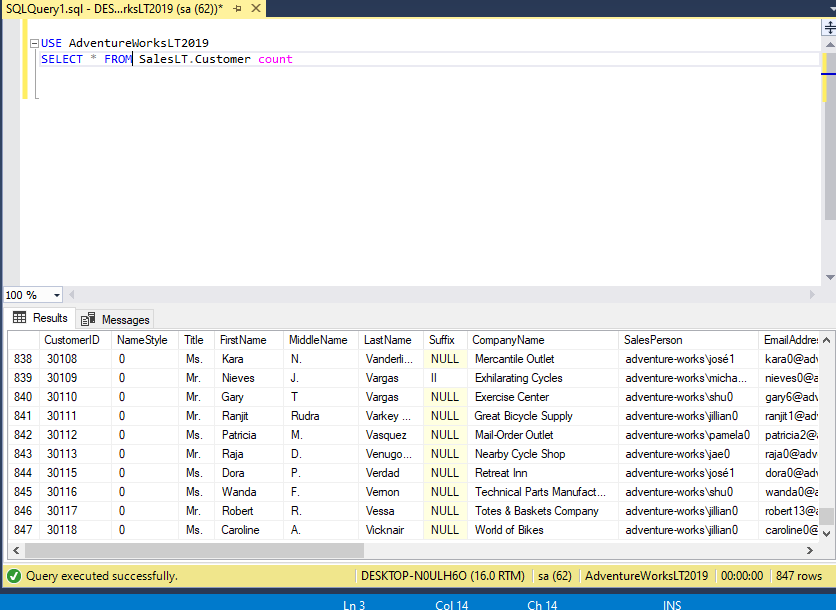 SQLQuery1.sql - DES...rksLT2019 (sa (62))*
USE AdventureWorksLT2019
SELECT * FROM SalesLT.Customer count
100 %
Results Messages
CustomerID NameStyle Title FirstName MiddleName LastName Suffix CompanyName SalesPerson EmailAddres
838 30108 0 Ms. Kara N. Vanderli... NULL Mercantile Outlet adventure-works\josé1 kara0@adv
839 30109 0 Mr. Nieves J. Vargas II Exhilarating Cycles adventure-works\micha... nieves0@a
840 30110 0 Mr. Gary T Vargas NULL Exercise Center adventure-works\shu0 gary6@adv
841 30111 0 Mr. Ranjit Rudra Varkey ... NULL Great Bicycle Supply adventure-works\jillian0 ranjit1@adv
842 30112 0 Ms. Patricia M. Vasquez NULL Mail-Order Outlet adventure-works\pamela0 patricia2@a
843 30113 0 Mr. Raja D. Venugo... NULL Nearby Cycle Shop adventure-works\jae0 raja0@adv
844 30115 0 Ms. Dora P. Verdad NULL Retreat Inn adventure-works\josé1 dora0@adv
845 30116 0 Ms. Wanda F. Vernon NULL Technical Parts Manufact... adventure-works\shu0 wanda0@a
846 30117 0 Mr. Robert R. Vessa NULL Totes & Baskets Company adventure-works\jillian0 robert13@a
847 30118 0 Ms. Caroline A. Vicknair NULL World of Bikes adventure-works\jillian0 caroline0@
Query executed successfully. DESKTOP-N0ULH6O (16.0 RTM) sa (62) AdventureWorksLT2019 00:00:00 847 rows
Ln 3 Col 14 Ch 14 INS